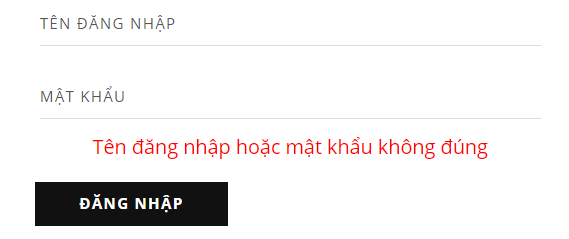 TÊN ĐĂNG NHẬP
MẬT KHẨU
Tên đăng nhập hoặc mật khẩu không đúng
ĐĂNG NHẬP